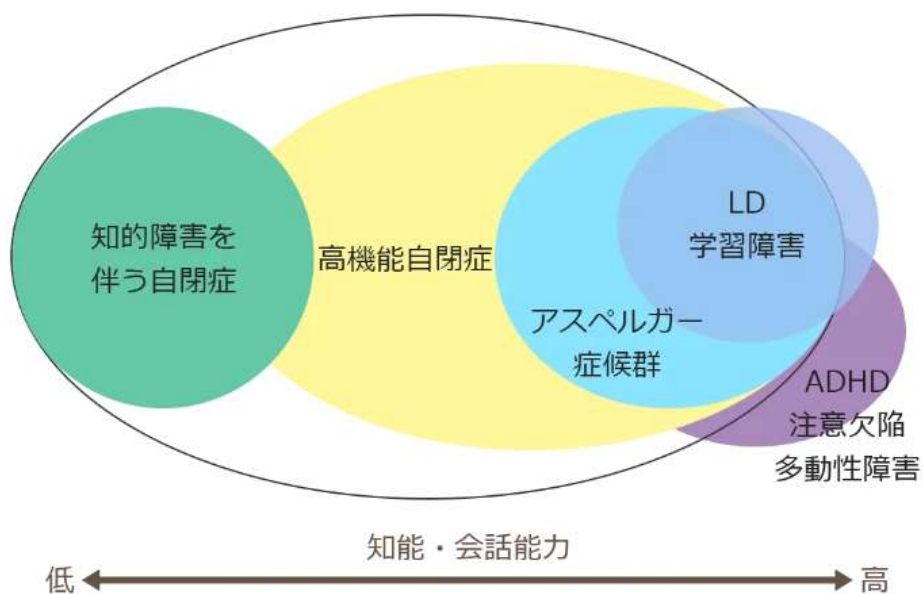 知的障害を
伴う自閉症
高機能自閉症
アスペルガー
症候群
LD
学習障害
ADHD
注意欠陥
多動性障害
知能・会話能力
低
高